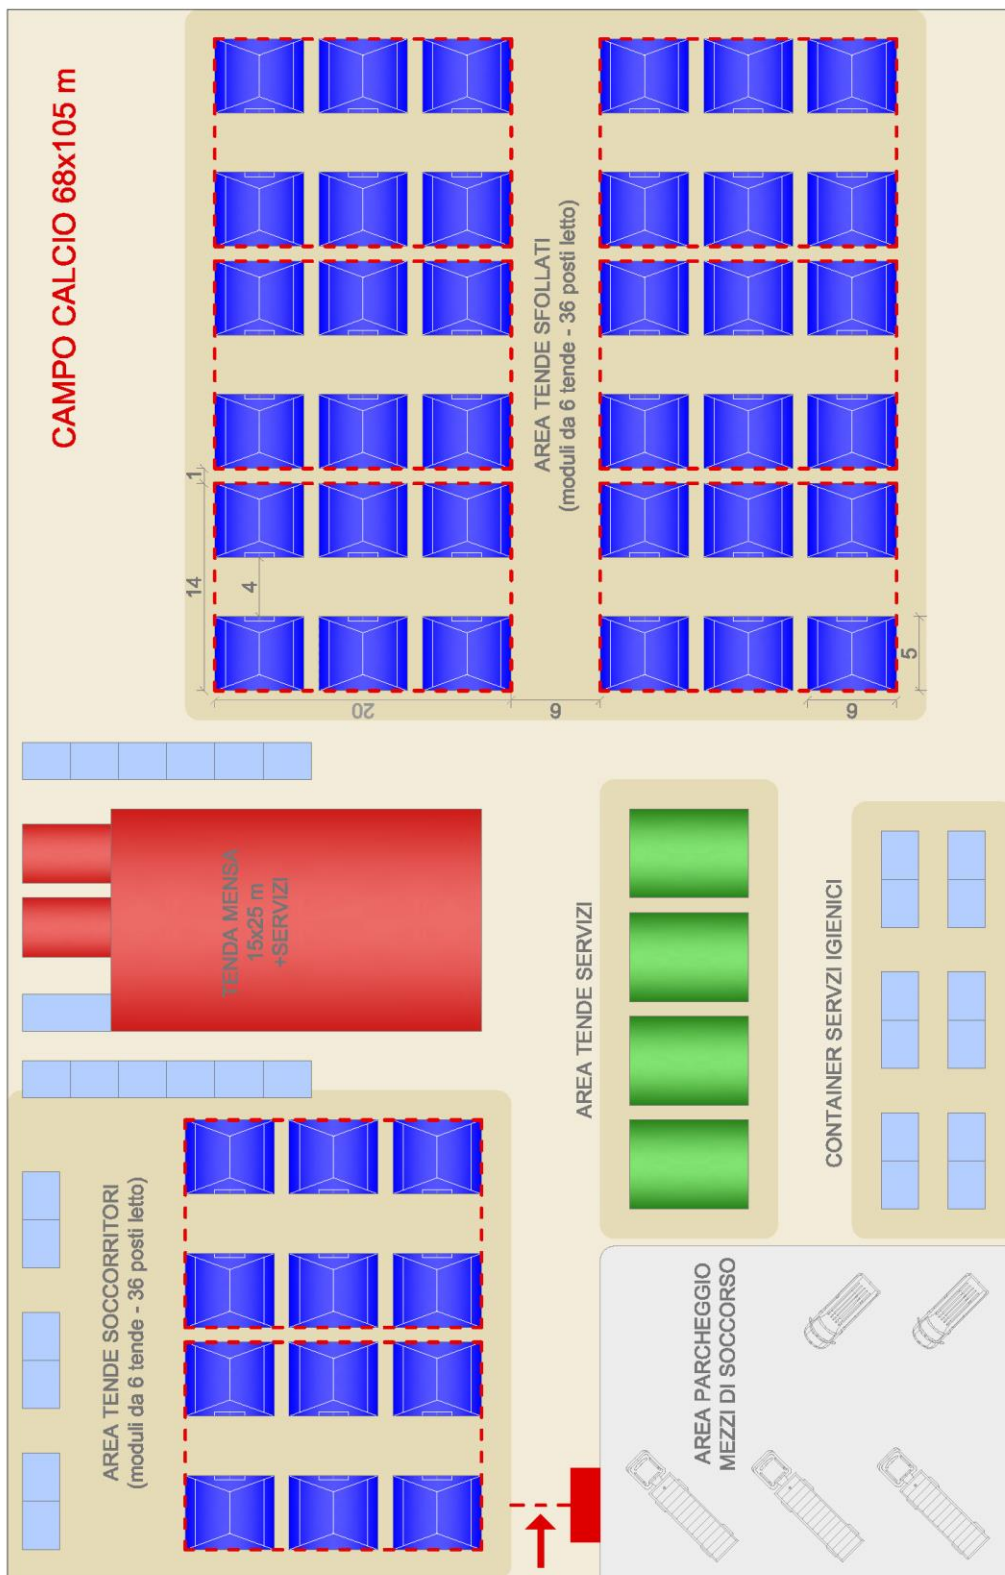 CAMPO CALCIO 68x105 m
AREA TENDE SFOLLATI
(moduli da 6 tende - 36 posti letto)
1
14
4
20
6
6
5
TENDA MENSA
15x25 m
+SERVIZI
AREA TENDE SERVIZI
CONTAINER SERVZI IGIENICI
AREA TENDE SOCCORRITORI
(moduli da 6 tende - 36 posti letto)
AREA PARCHEGGIO
MEZZI DI SOCCORSO